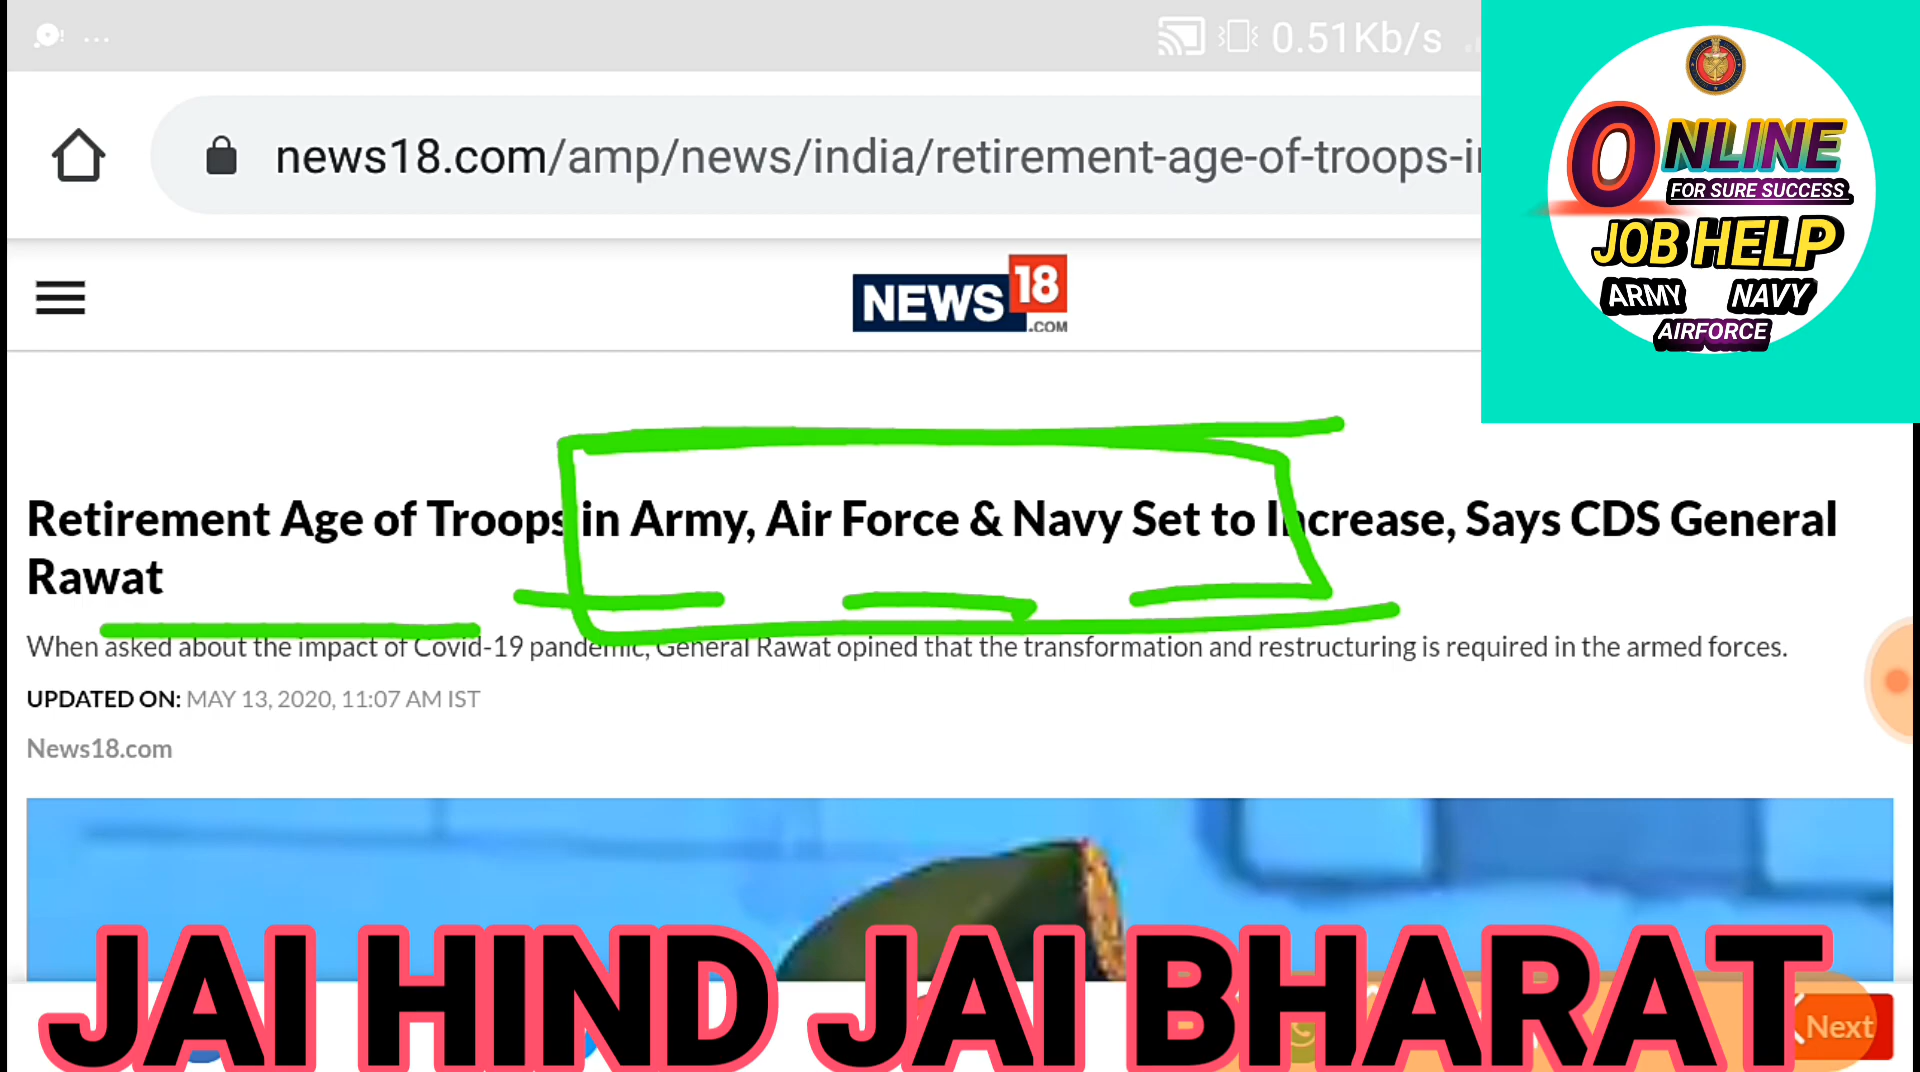 0.51Kb/s
news18.com/amp/news/india/retirement-age-of-troops-i
NEWS 18
.COM
ONLINE
FOR SURE SUCCESS
JOB HELP
ARMY NAVY
AIRFORCE
Retirement Age of Troops in Army, Air Force & Navy Set to Increase, Says CDS General
Rawat
When asked about the impact of Covid-19 pandemic, General Rawat opined that the transformation and restructuring is required in the armed forces.
UPDATED ON: MAY 13, 2020, 11:07 AM IST
News18.com
JAI HIND JAI BHARAT
Next